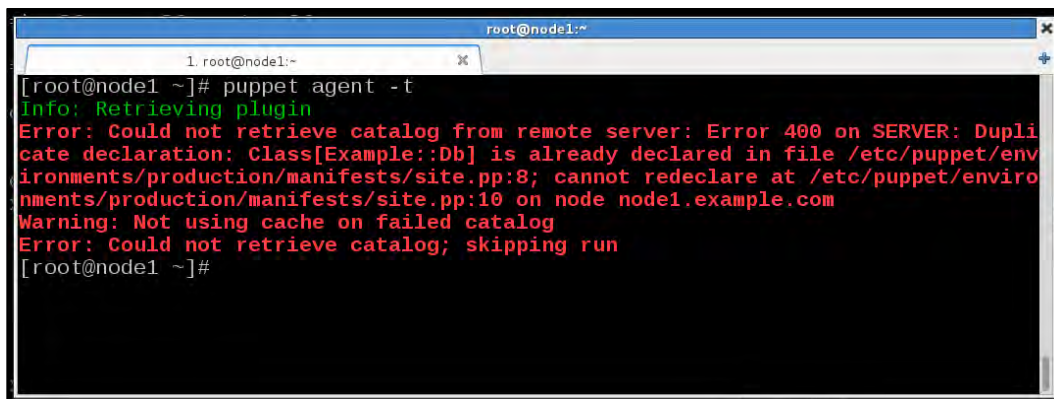 root@node1:~
1. root@node1:~
[root@node1 ~]# puppet agent -t
Info: Retrieving plugin
Error: Could not retrieve catalog from remote server: Error 400 on SERVER: Dupli
cate declaration: Class[Example::Db] is already declared in file /etc/puppet/env
ironments/production/manifests/site.pp:8; cannot redeclare at /etc/puppet/enviro
nments/production/manifests/site.pp:10 on node node1.example.com
Warning: Not using cache on failed catalog
Error: Could not retrieve catalog; skipping run
[root@node1 ~]#